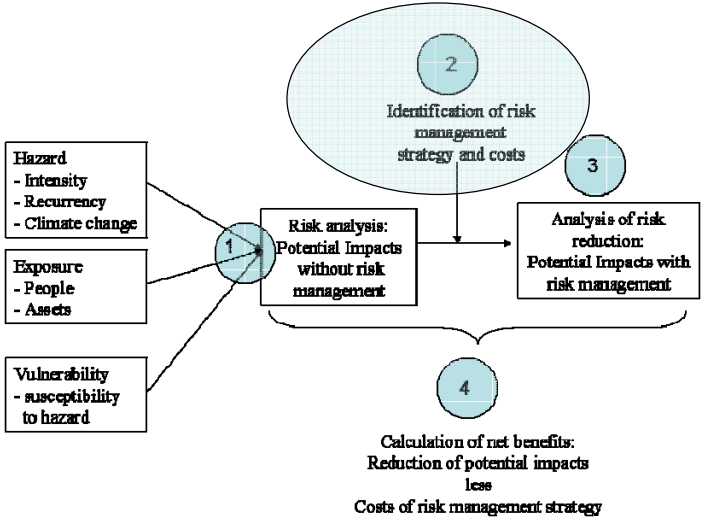 2
Identification of risk
management
strategy and costs
3
Hazard
- Intensity
- Recurrency
- Climate change
1
Risk analysis:
Potential Impacts
without risk
management
Analysis of risk
reduction:
Potential Impacts with
risk management
Exposure
- People
- Assets
Vulnerability
- susceptibility
to hazard
4
Calculation of net benefits:
Reduction of potential impacts
less
Costs of risk management strategy